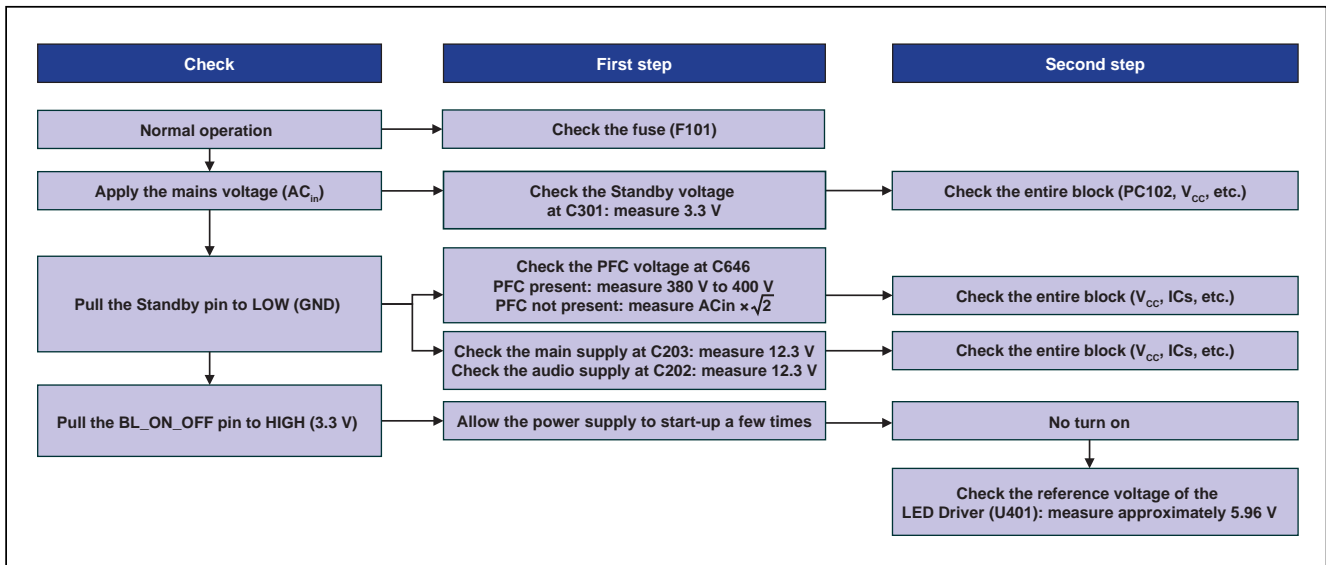 Check
First step
Second step
Normal operation
Check the fuse (F101)
Apply the mains voltage (ACin)
Check the Standby voltage
at C301: measure 3.3 V
Check the entire block (PC102, VCC, etc.)
Pull the Standby pin to LOW (GND)
Check the PFC voltage at C646
PFC present: measure 380 V to 400 V
PFC not present: measure ACin ×√2
Check the entire block (VCC, ICs, etc.)
Check the main supply at C203: measure 12.3 V
Check the audio supply at C202: measure 12.3 V
Check the entire block (VCC, ICs, etc.)
Pull the BL_ON_OFF pin to HIGH (3.3 V)
Allow the power supply to start-up a few times
No turn on
Check the reference voltage of the
LED Driver (U401): measure approximately 5.96 V